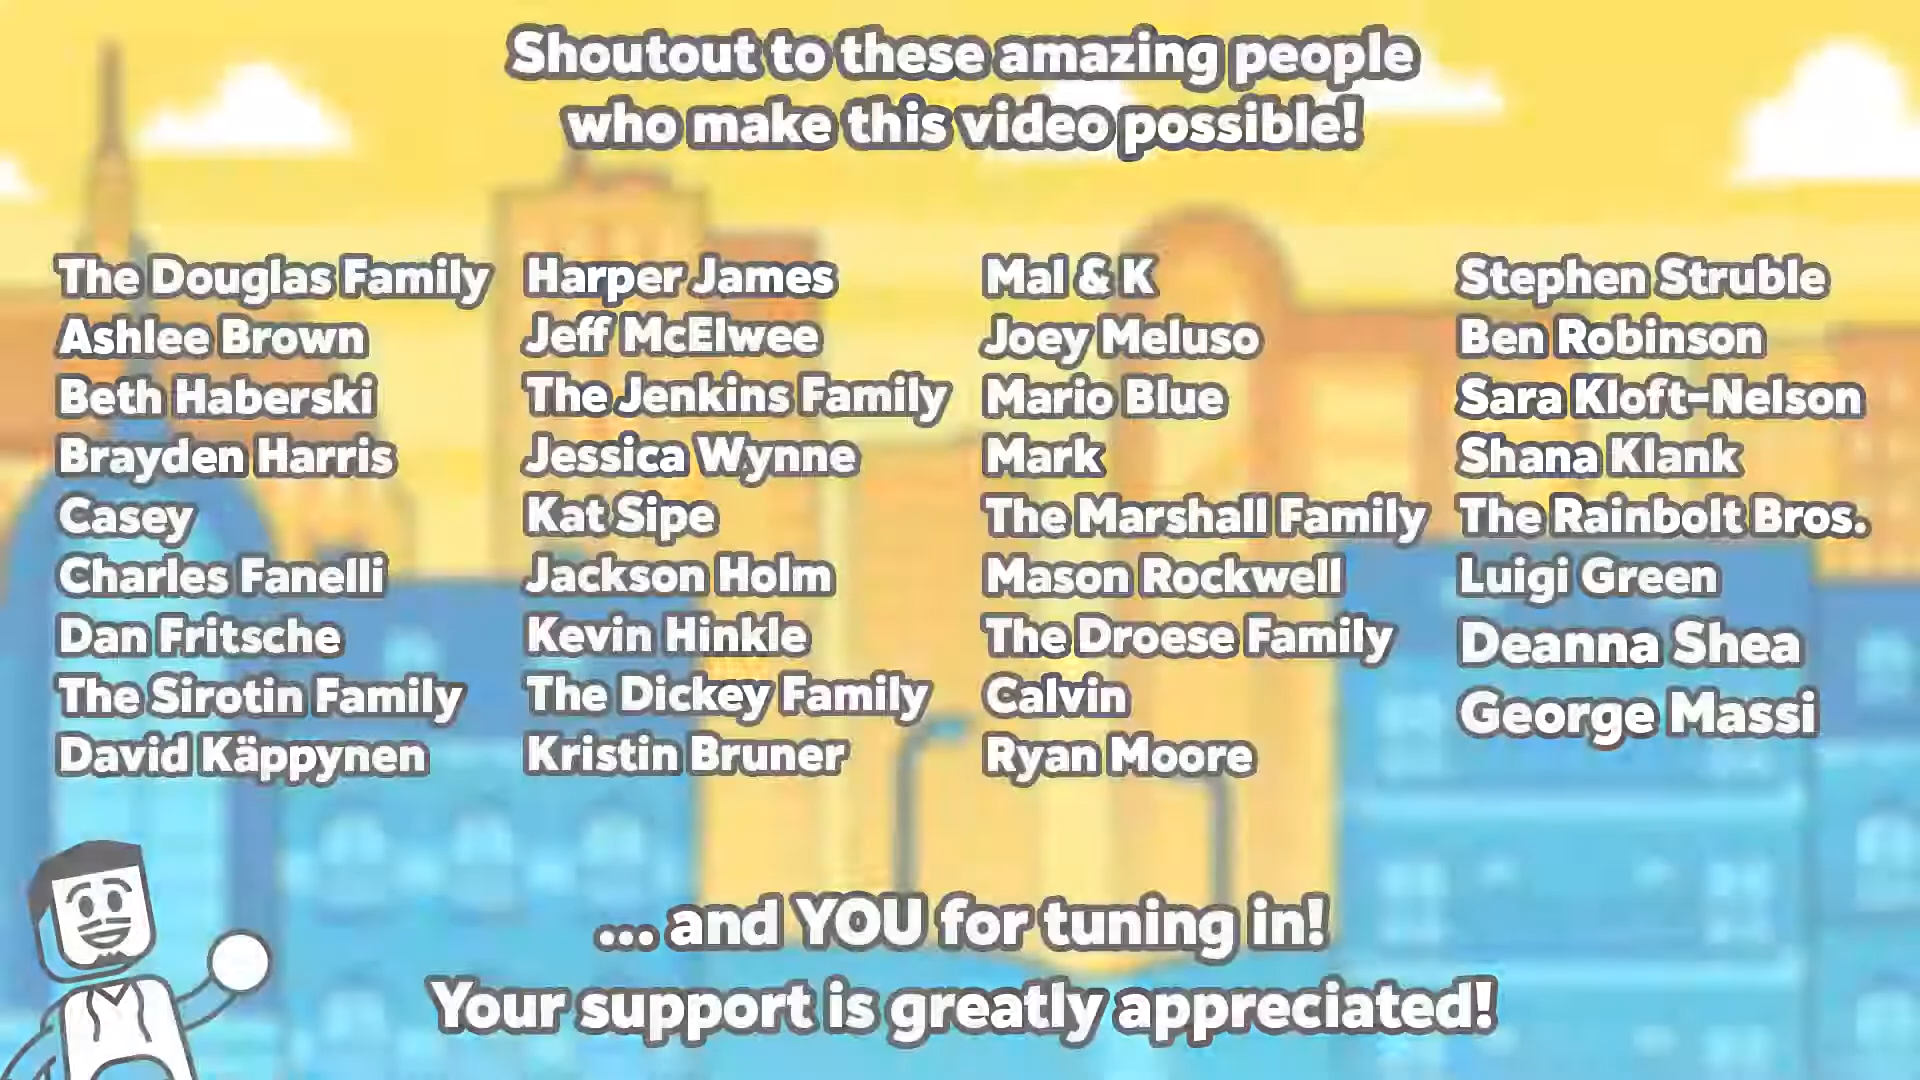 Shoutout to these amazing people
who make this video possible!
The Douglas Family
Ashlee Brown
Beth Haberski
Brayden Harris
Casey
Charles Fanelli
Dan Fritsche
The Sirotin Family
David Käppynen
Harper James
Jeff McElwee
The Jenkins Family
Jessica Wynne
Kat Sipe
Jackson Holm
Kevin Hinkle
The Dickey Family
Kristin Bruner
Mal & K
Joey Meluso
Mario Blue
Mark
The Marshall Family
Mason Rockwell
The Droese Family
Calvin
Ryan Moore
Stephen Struble
Ben Robinson
Sara Kloft-Nelson
Shana Klank
The Rainbolt Bros.
Luigi Green
Deanna Shea
George Massi
... and YOU for tuning in!
Your support is greatly appreciated!